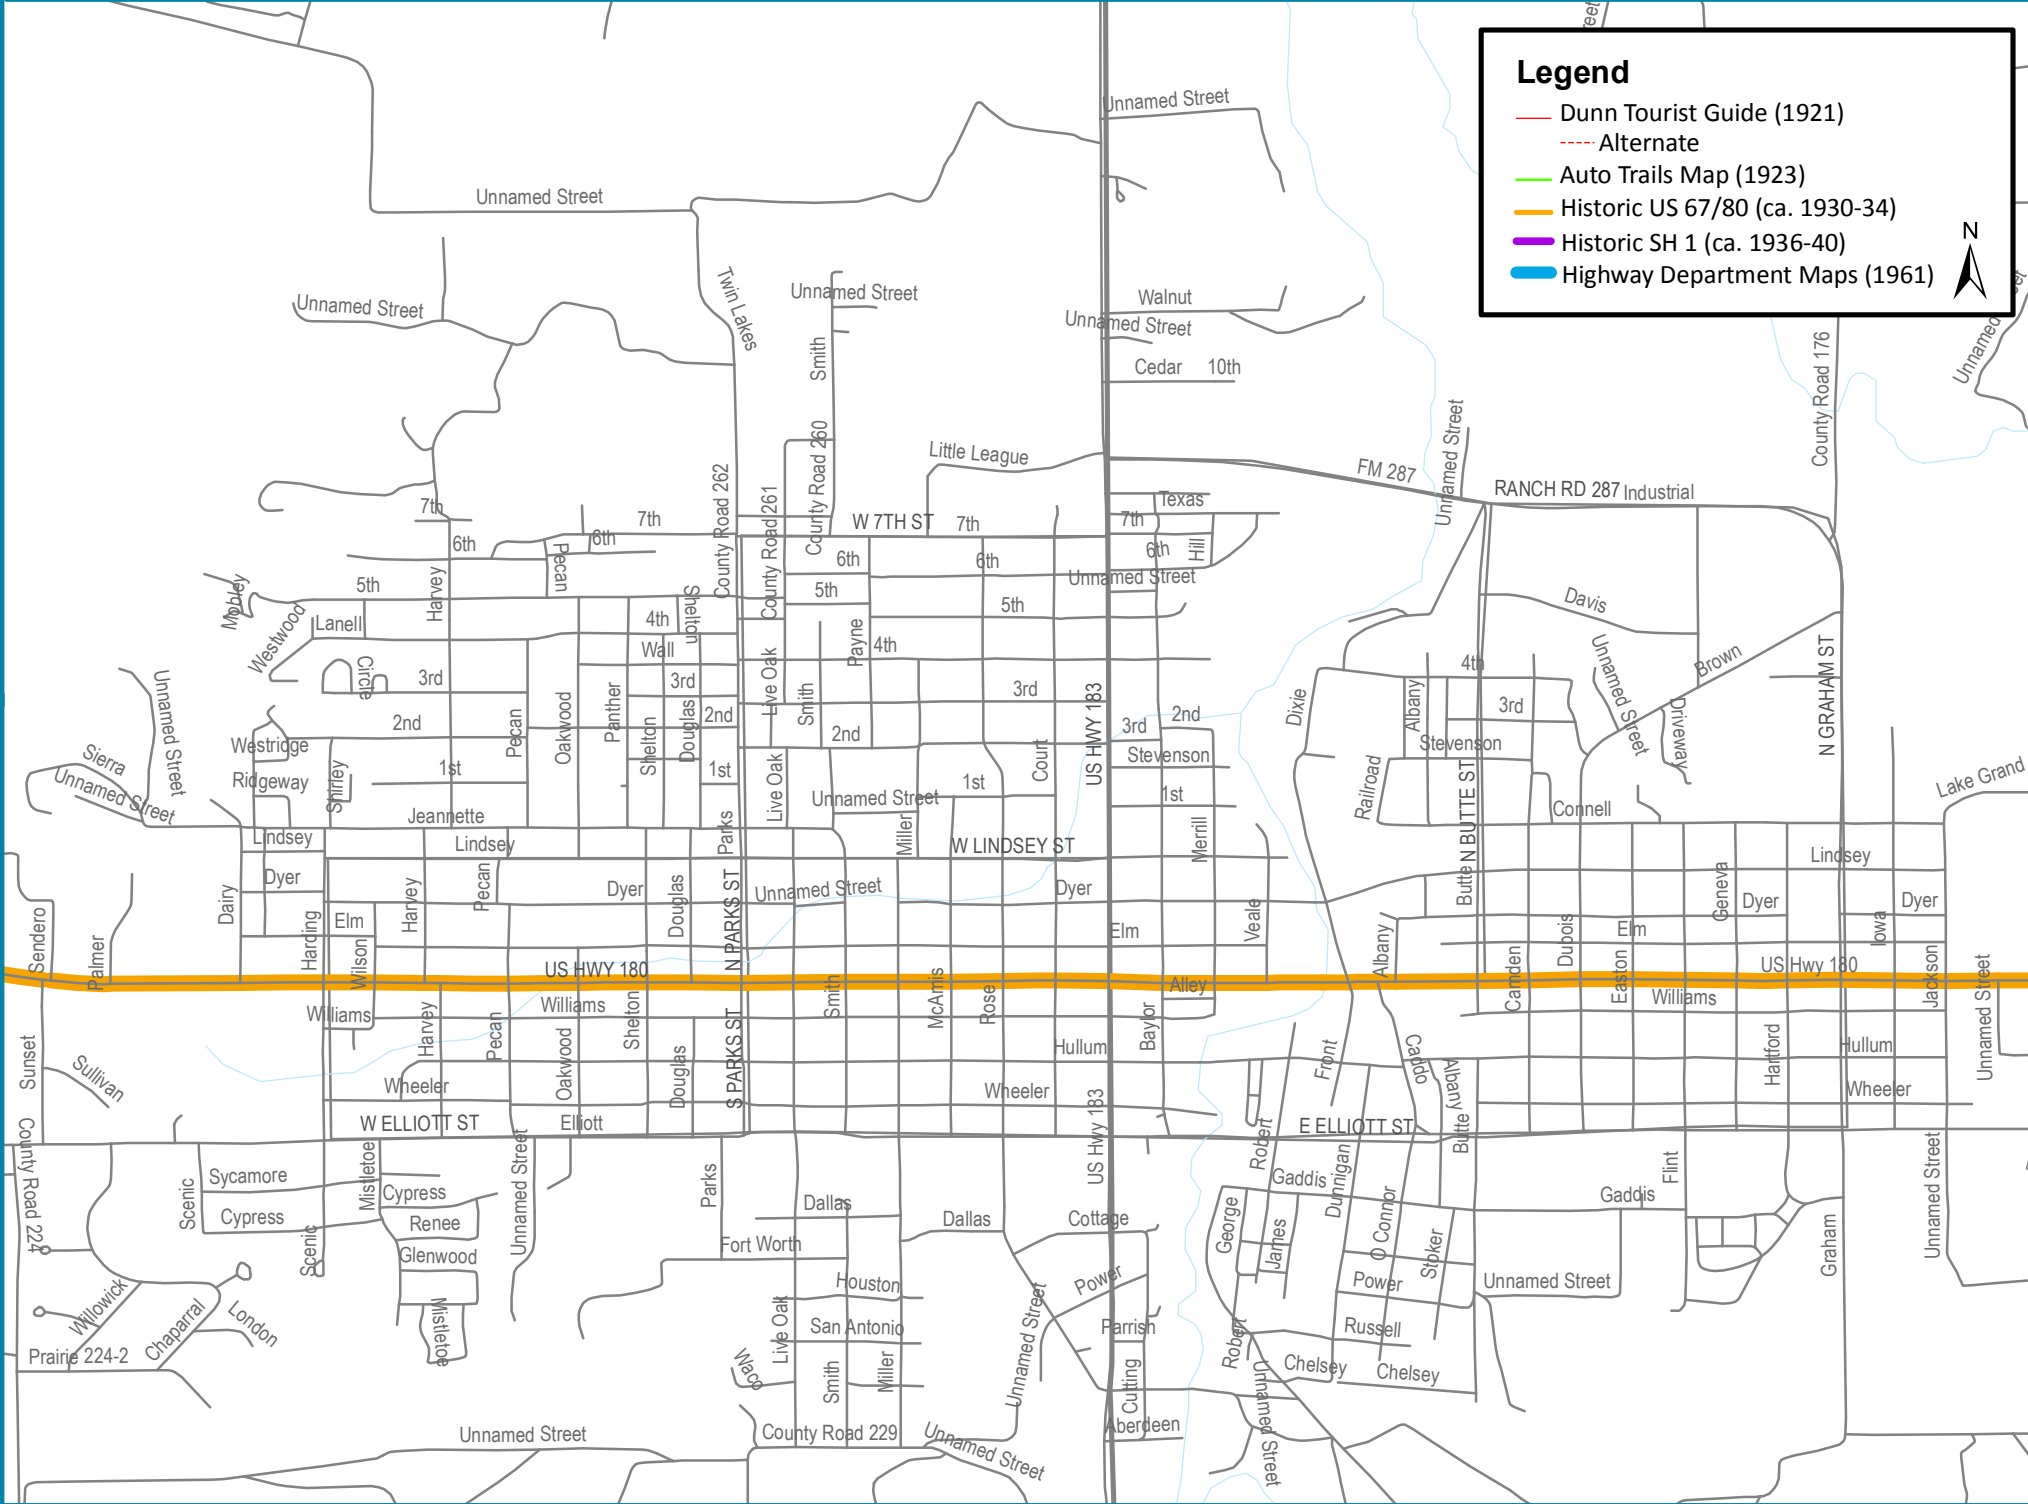 Legend
Dunn Tourist Guide (1921)
Alternate
Auto Trails Map (1923)
Historic US 67/80 (ca. 1930-34)
Historic SH 1 (ca. 1936-40)
Highway Department Maps (1961)
N
Unnamed Street
Unnamed Street
Unnamed Street
Unnamed Street
Twin Lakes
Unnamed Street
Smith
Walnut
Unnamed Street
Cedar
10th
County Road 176
Unnamed
Little League
FM 287
Unnamed Street
RANCH RD 287
Industrial
County Road 262
County Road 261
County Road 260
7th
7th
W 7TH ST
7th
7th
Texas
6th
6th
Pecan
6th
6th
6th
Hill
Unnamed Street
Mobley
5th
Harvey
Shelton
5th
5th
Davis
Westwood
Lanell
4th
Wall
Payne
4th
4th
Unnamed Street
Brown
N GRAHAM ST
Circle
3rd
3rd
Live Oak
Smith
3rd
US HWY 183
Dixie
Albany
3rd
Driveway
Unnamed Street
2nd
Pecan
Oakwood
Panther
Shelton
Douglas
2nd
2nd
Court
3rd
2nd
Stevenson
Stevenson
Westridge
Sierra
Unnamed Street
Ridgeway
Shirley
1st
1st
Live Oak
Unnamed Street
1st
1st
Railroad
N BUTTE ST
Butte
Connell
Lake Grand
Jeannette
Parks
Miller
Merrill
Lindsey
Lindsey
W LINDSEY ST
Lindsey
Dyer
Dairy
Harvey
Pecan
Dyer
Douglas
N PARKS ST
Unnamed Street
Dyer
Geneva
Dyer
Dyer
Sendero
Palmer
Harding
Elm
Wilson
Elm
Veale
Albany
Camden
Dubois
Elm
Easton
Iowa
Jackson
US HWY 180
US Hwy 180
Alley
Unnamed Street
Williams
Williams
Williams
Harvey
Pecan
Oakwood
Shelton
Douglas
S PARKS ST
Smith
McAmis
Rose
Baylor
Hullum
Front
Caddo
Albany
Butte
Hartford
Hullum
Sunset
Sullivan
Wheeler
Wheeler
Wheeler
US Hwy 183
W ELLIOTT ST
Elliott
E ELLIOTT ST
County Road 224
Scenic
Sycamore
Cypress
Scenic
Mistletoe
Cypress
Renee
Glenwood
Mistletoe
Unnamed Street
Parks
Dallas
Dallas
Cottage
Fort Worth
Houston
Live Oak
San Antonio
Smith
Miller
Waco
Unnamed Street
Power
Parrish
Cutting
Aberdeen
Robert
Gaddis
Dunnigan
George
James
O Connor
Stoker
Power
Russell
Robert
Chelsey
Chelsey
Unnamed Street
Unnamed Street
Gaddis
Flint
Graham
Unnamed Street
Willowick
Chaparral
London
Prairie 224-2
Unnamed Street
County Road 229
Unnamed Street